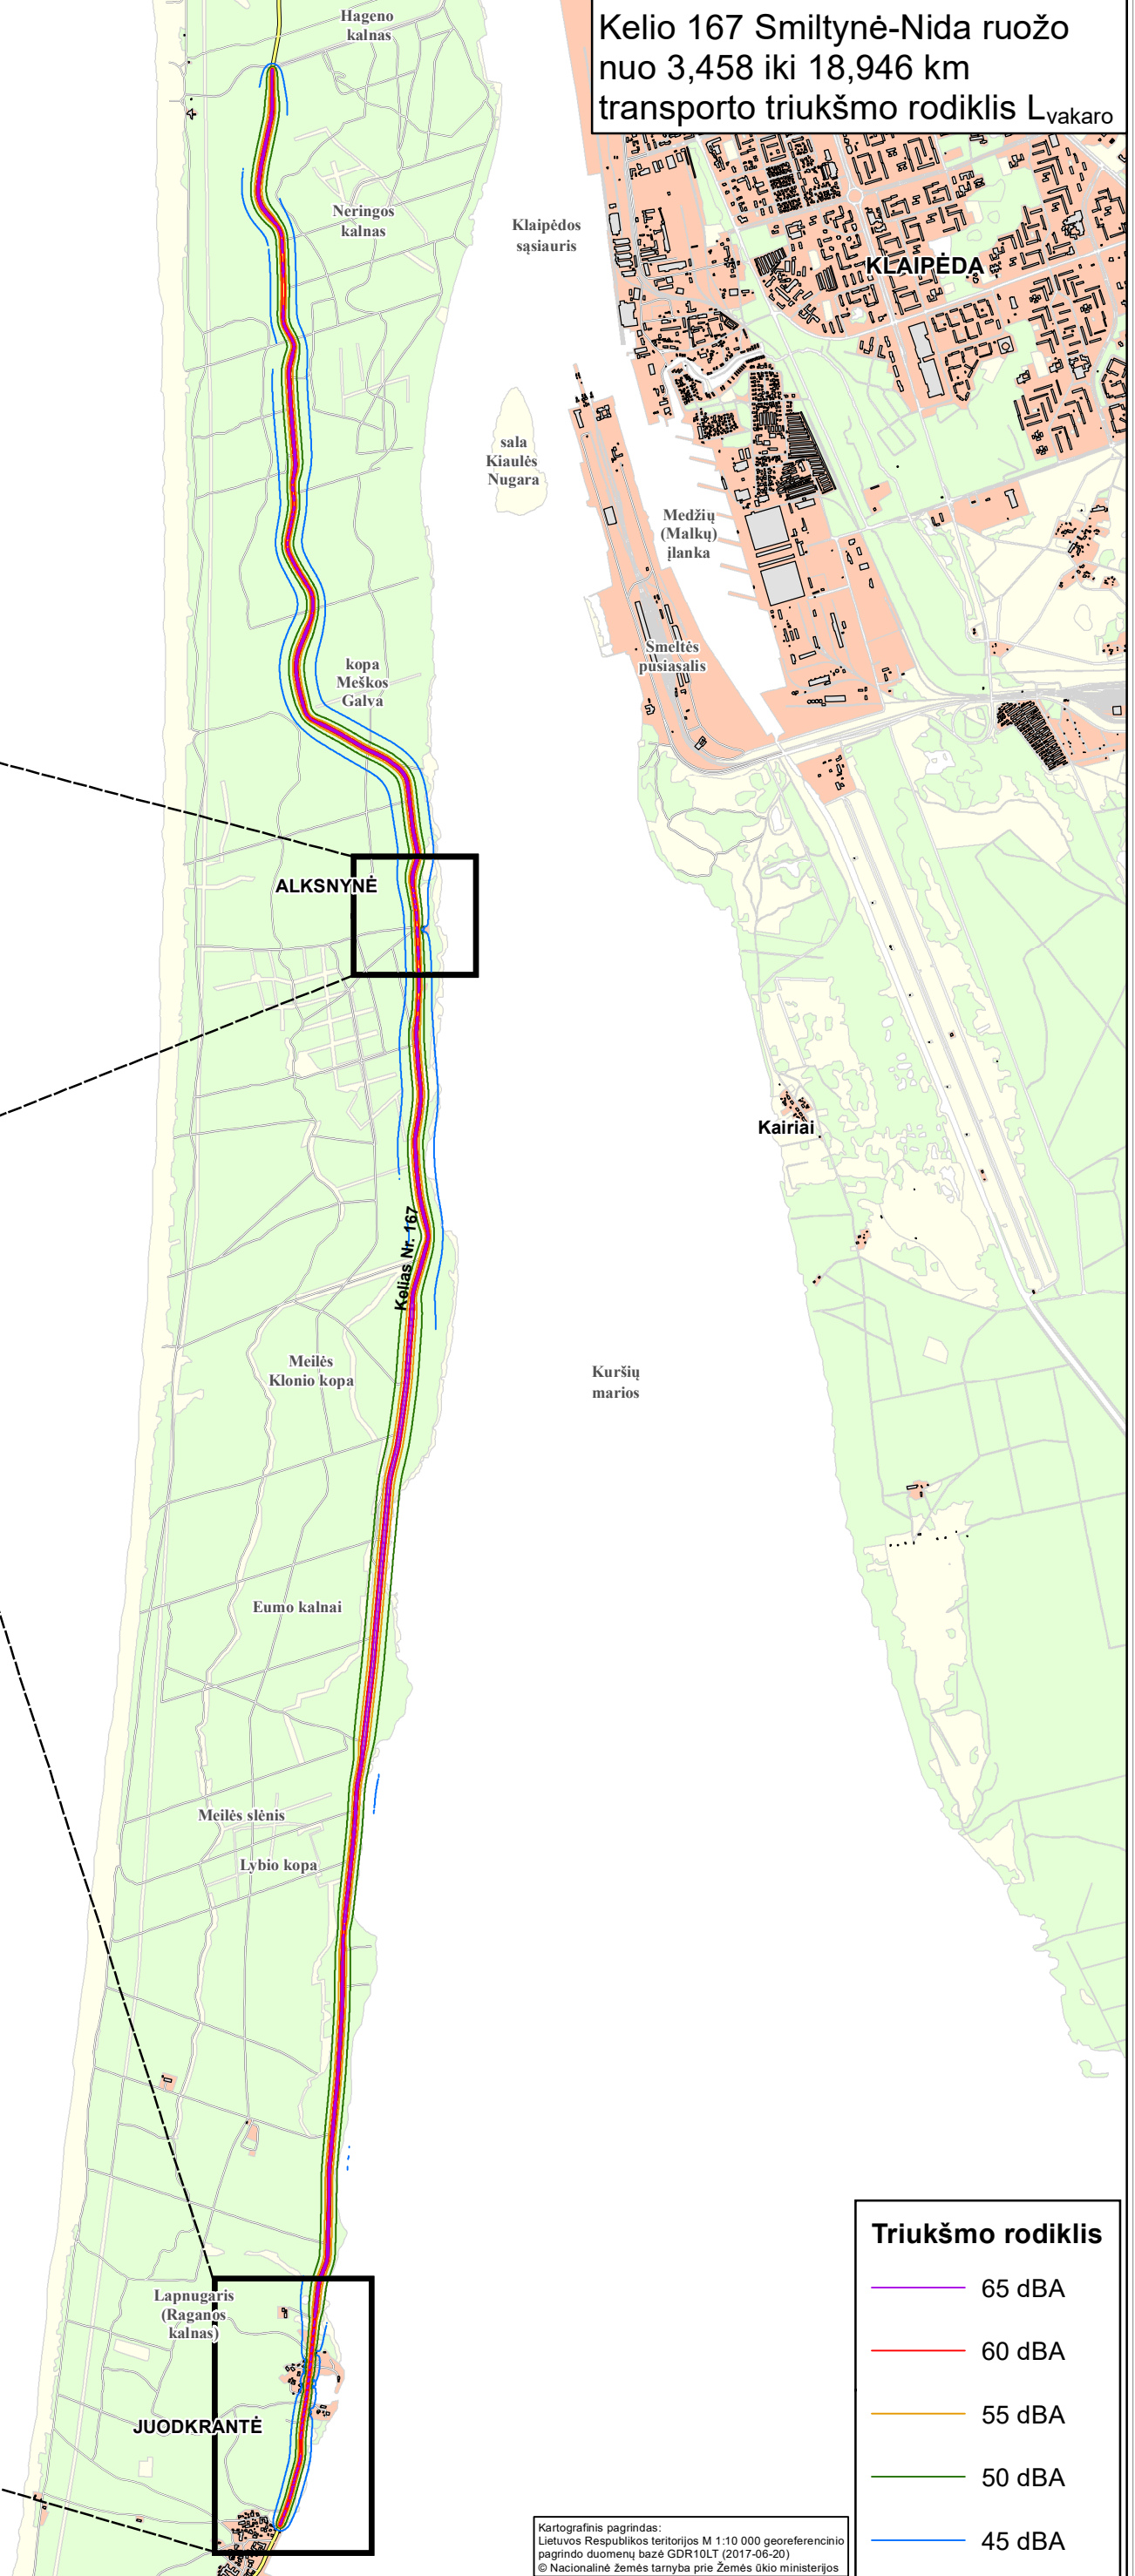 Kelio 167 Smiltynė-Nida ruožo
nuo 3,458 iki 18,946 km
transporto triukšmo rodiklis Lvakaro
Hageno
kalnas
Neringos
kalnas
Klaipėdos
sąsiauris
KLAIPĖDA
sala
Kiaulės
Nugara
Medžių
(Malkų)
įlanka
Smeltės
pusiasalis
kopa
Meškos
Galva
ALKSNYNĖ
Kairiai
Kelias Nr. 167
Meilės
Klonio kopa
Kuršių
marios
Eumo kalnai
Meilės slėnis
Lybio kopa
Lapnugaris
(Raganos
kalnas)
JUODKRANTĖ
Triukšmo rodiklis
65 dBA
60 dBA
55 dBA
50 dBA
45 dBA
Kartografinis pagrindas:
Lietuvos Respublikos teritorijos M 1:10 000 georeferencinio
pagrindo duomenų bazė GDR10LT (2017-06-20)
© Nacionalinė žemės tarnyba prie Žemės ūkio ministerijos